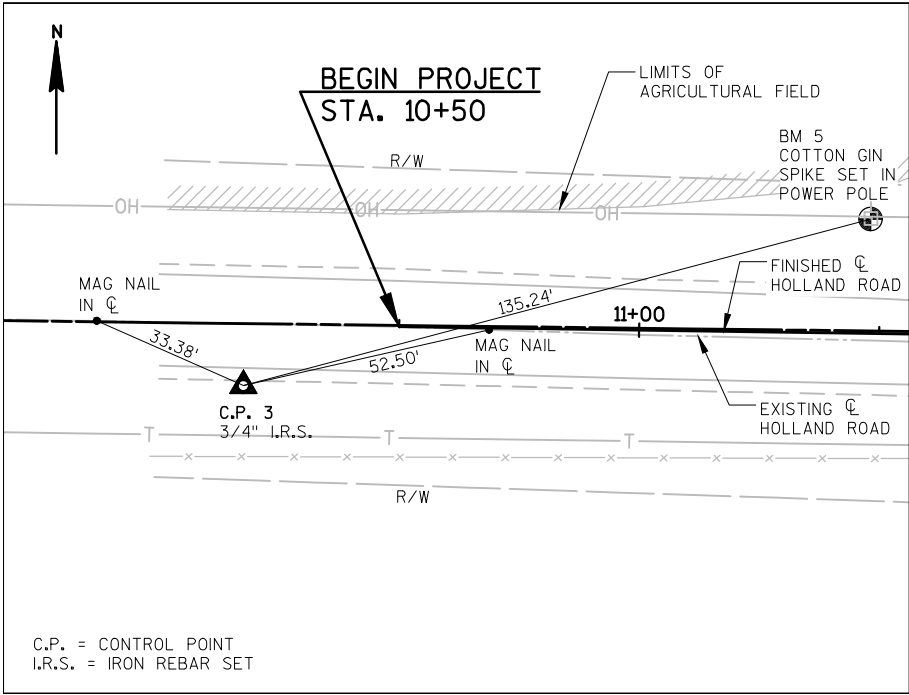 N
BEGIN PROJECT
STA. 10+50
LIMITS OF
AGRICULTURAL FIELD
R/W
BM 5
COTTON GIN
SPIKE SET IN
POWER POLE
OH
OH
OH
FINISHED ℄
HOLLAND ROAD
MAG NAIL
IN ℄
135.24'
11+00
33.38'
52.50'
MAG NAIL
IN ℄
C.P. 3
3/4" I.R.S.
EXISTING ℄
HOLLAND ROAD
T
T
T
R/W
C.P. = CONTROL POINT
I.R.S. = IRON REBAR SET